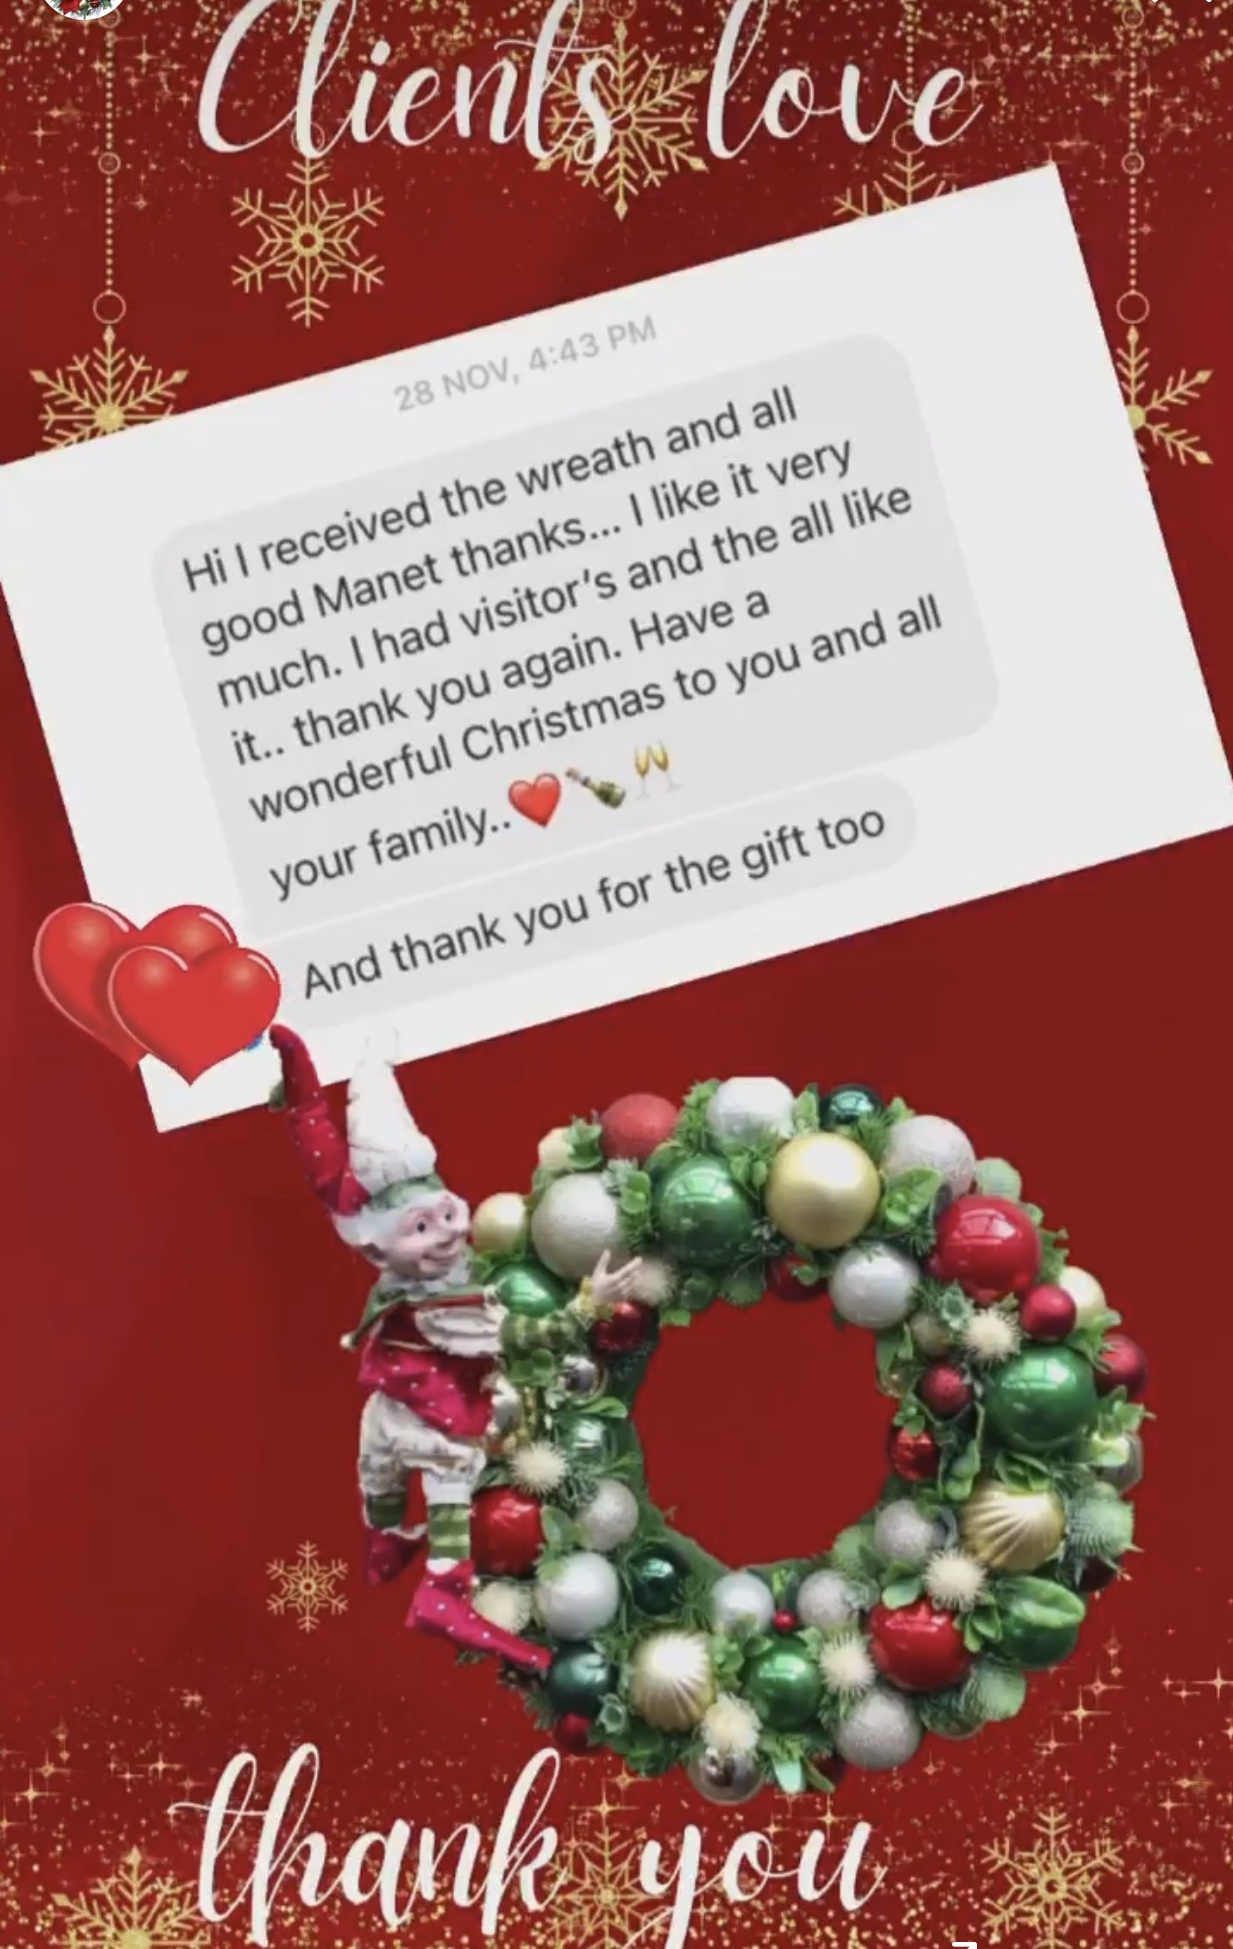 Clients love
28 NOV, 4:43 PM
Hi I received the wreath and all
good Manet thanks... I like it very
much. I had visitor's and the all like
it.. thank you again. Have a
wonderful Christmas to you and all
your family..❤️🍾🥂
And thank you for the gift too
thank you